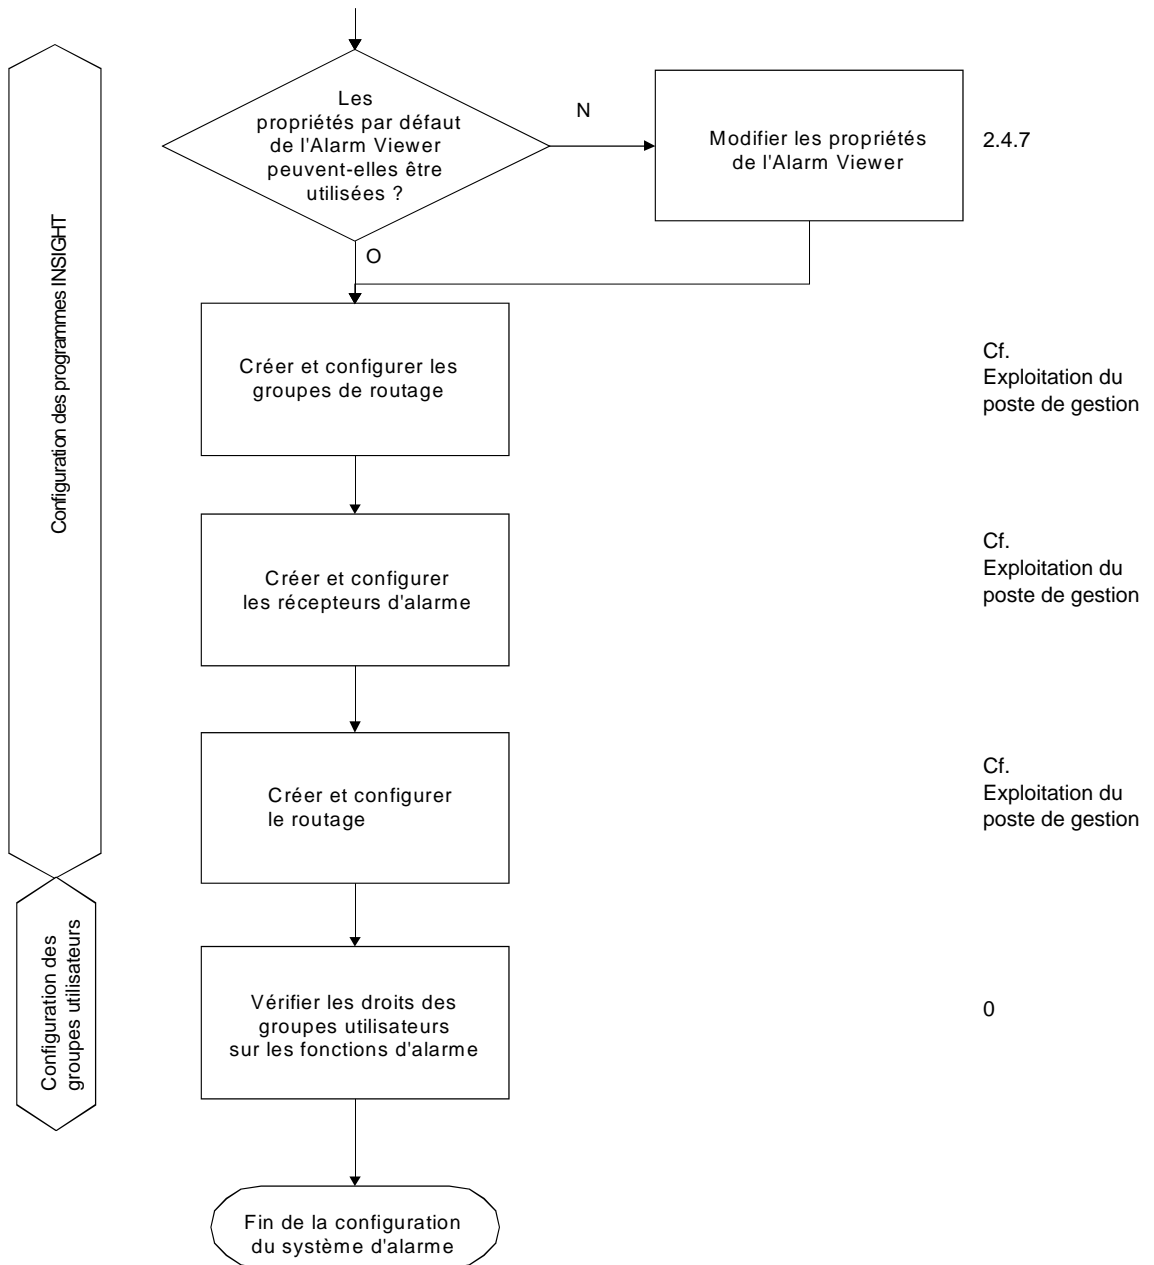 Les
propriétés par défaut
de l'Alarm Viewer
peuvent-elles être
utilisées ?
N
Modifier les propriétés
de l'Alarm Viewer
2.4.7
O
Configuration des programmes INSIGHT
Créer et configurer les
groupes de routage
Cf.
Exploitation du
poste de gestion
Créer et configurer
les récepteurs d'alarme
Cf.
Exploitation du
poste de gestion
Créer et configurer
le routage
Cf.
Exploitation du
poste de gestion
Configuration des
groupes utilisateurs
Vérifier les droits des
groupes utilisateurs
sur les fonctions d'alarme
0
Fin de la configuration
du système d'alarme